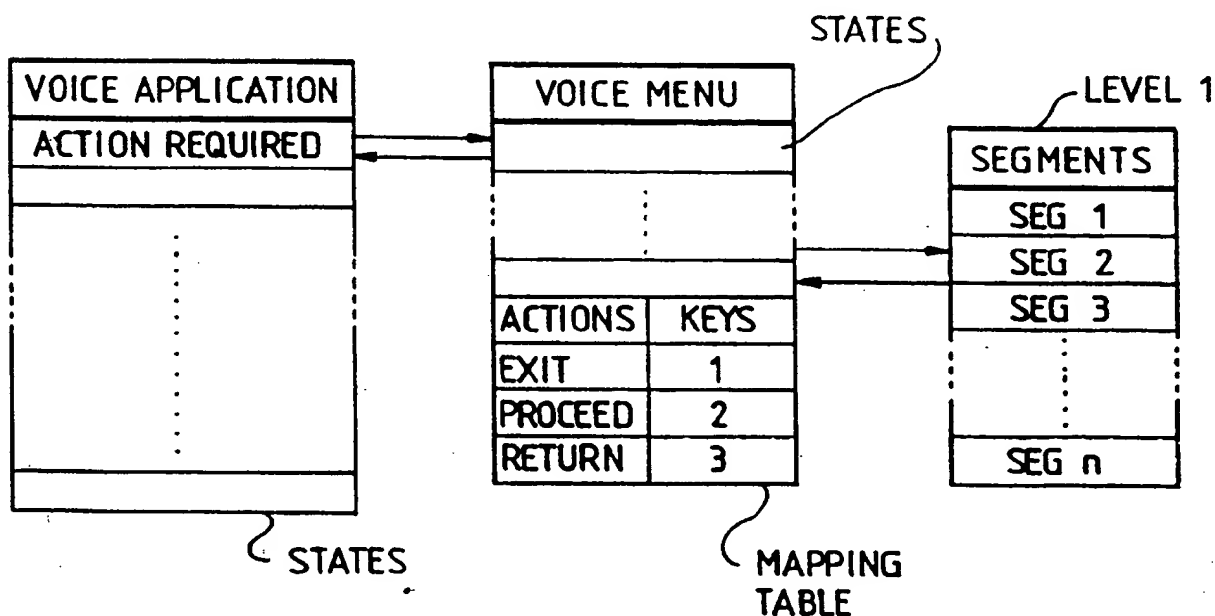 STATES
VOICE APPLICATION
ACTION REQUIRED
STATES
VOICE MENU
ACTIONS KEYS
EXIT 1
PROCEED 2
RETURN 3
MAPPING
TABLE
LEVEL 1
SEGMENTS
SEG 1
SEG 2
SEG 3
SEG n